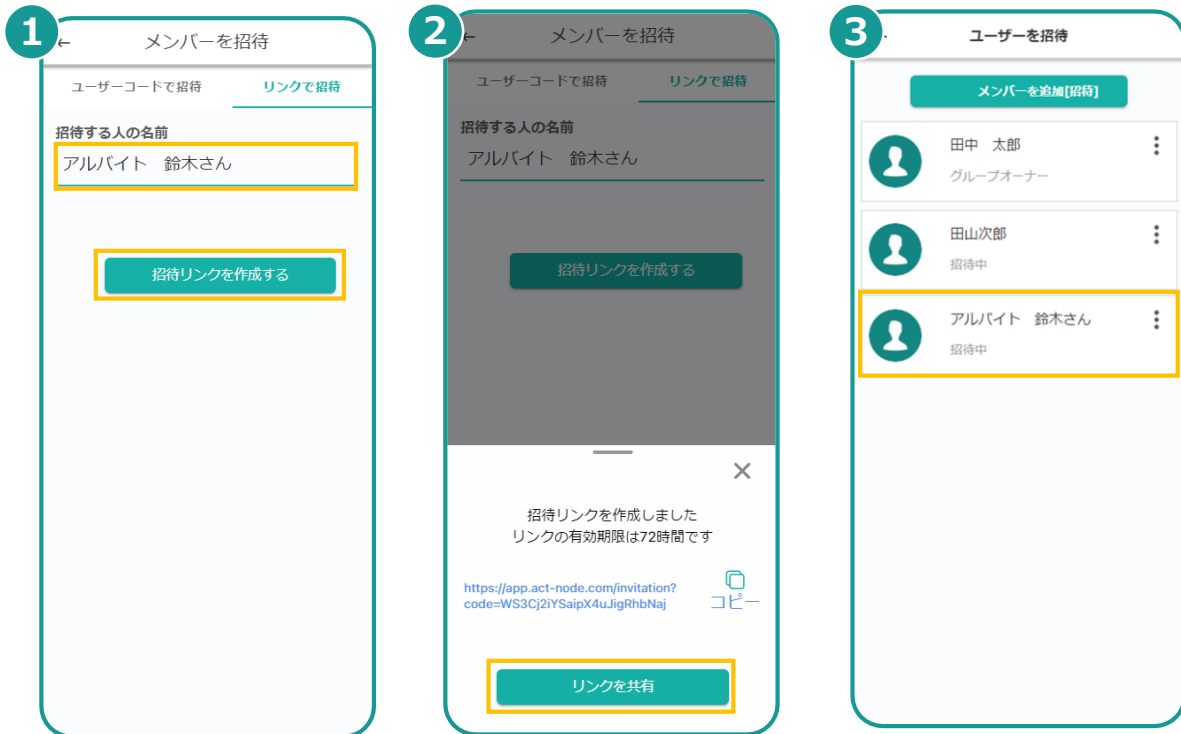 1
← メンバーを招待
ユーザーコードで招待 リンクで招待
招待する人の名前
アルバイト　鈴木さん
招待リンクを作成する
2
← メンバーを招待
ユーザーコードで招待 リンクで招待
招待する人の名前
アルバイト　鈴木さん
招待リンクを作成する
招待リンクを作成しました
リンクの有効期限は72時間です
https://app.act-node.com/invitation?
code=WS3Cj2iYSaipX4uJigRhbNaj
コピー
リンクを共有
3
ユーザーを招待
メンバーを追加[招待]
田中　太郎
グループオーナー
田山次郎
招待中
アルバイト　鈴木さん
招待中